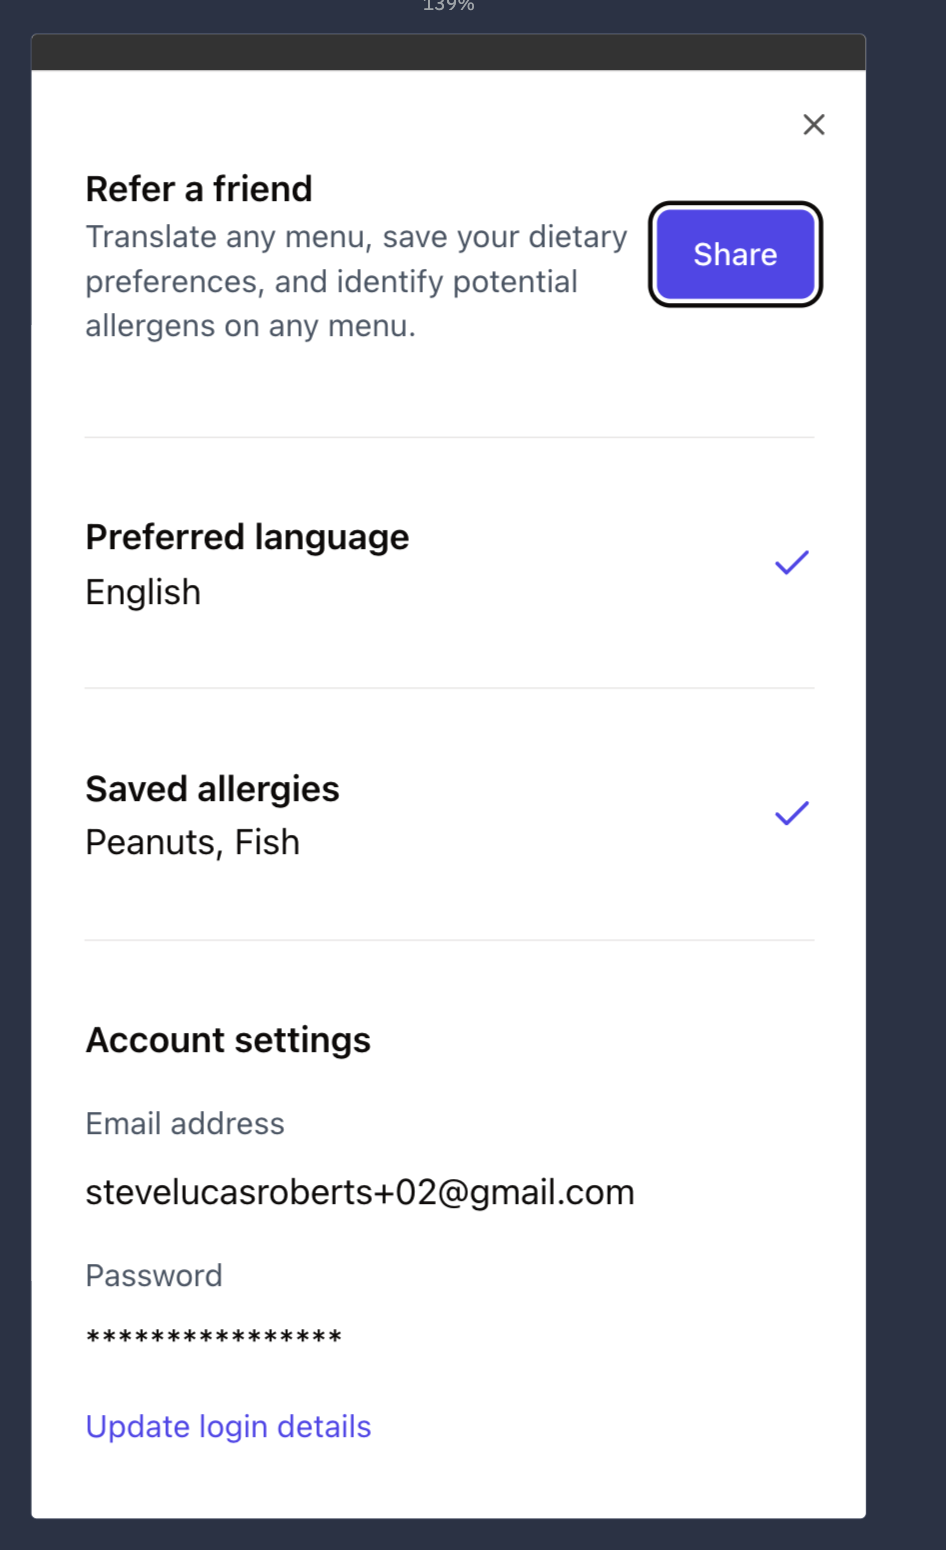 139%
Refer a friend
Translate any menu, save your dietary
preferences, and identify potential
allergens on any menu.
Share
Preferred language
English
Saved allergies
Peanuts, Fish
Account settings
Email address
stevelucasroberts+02@gmail.com
Password
****************
Update login details